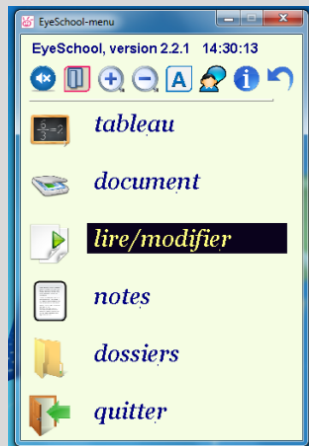 EyeSchool-menu
EyeSchool, version 2.2.1 14:30:13
A
tableau
document
lire/modifier
notes
dossiers
quitter